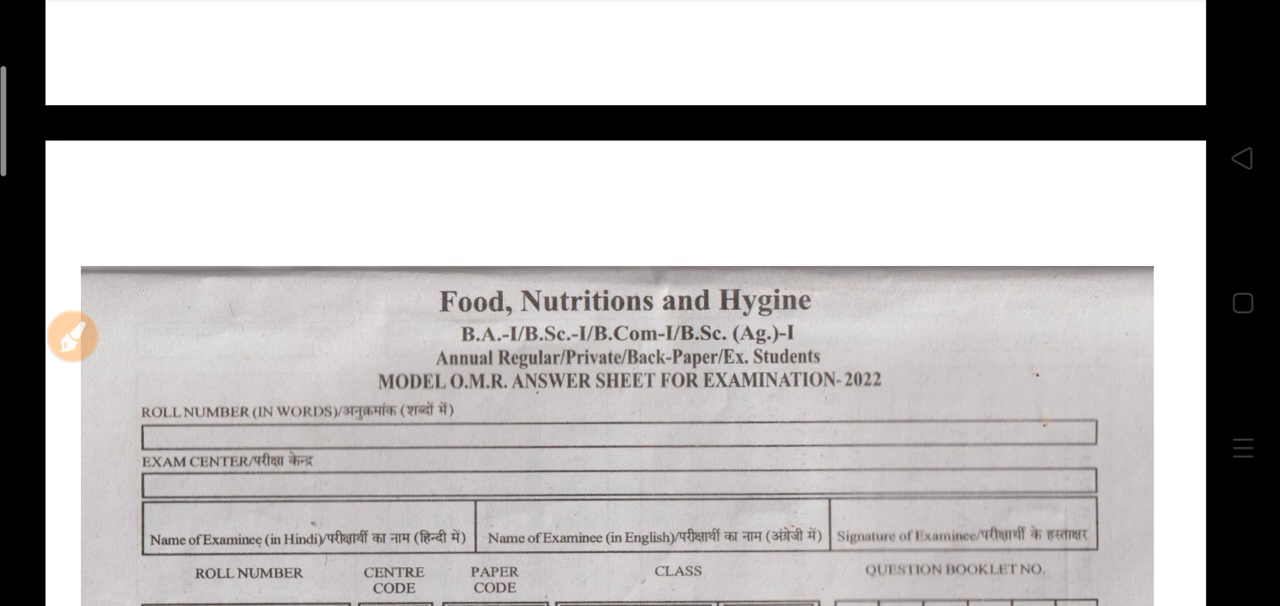 Food, Nutritions and Hygine
B.A.-I/B.Sc.-I/B.Com-I/B.Sc. (Ag.)-I
Annual Regular/Private/Back-Paper/Ex. Students
MODEL O.M.R. ANSWER SHEET FOR EXAMINATION-2022
ROLL NUMBER (IN WORDS)/अनुक्रमांक (शब्दों में)
EXAM CENTER/परीक्षा केन्द्र
Name of Examinee (in Hindi)/परीक्षार्थी का नाम (हिन्दी में) Name of Examinee (in English)/परीक्षार्थी का नाम (अंग्रेजी में) Signature of Examinee/परीक्षार्थी के हस्ताक्षर
ROLL NUMBER CENTRE CODE PAPER CODE CLASS QUESTION BOOKLET NO.